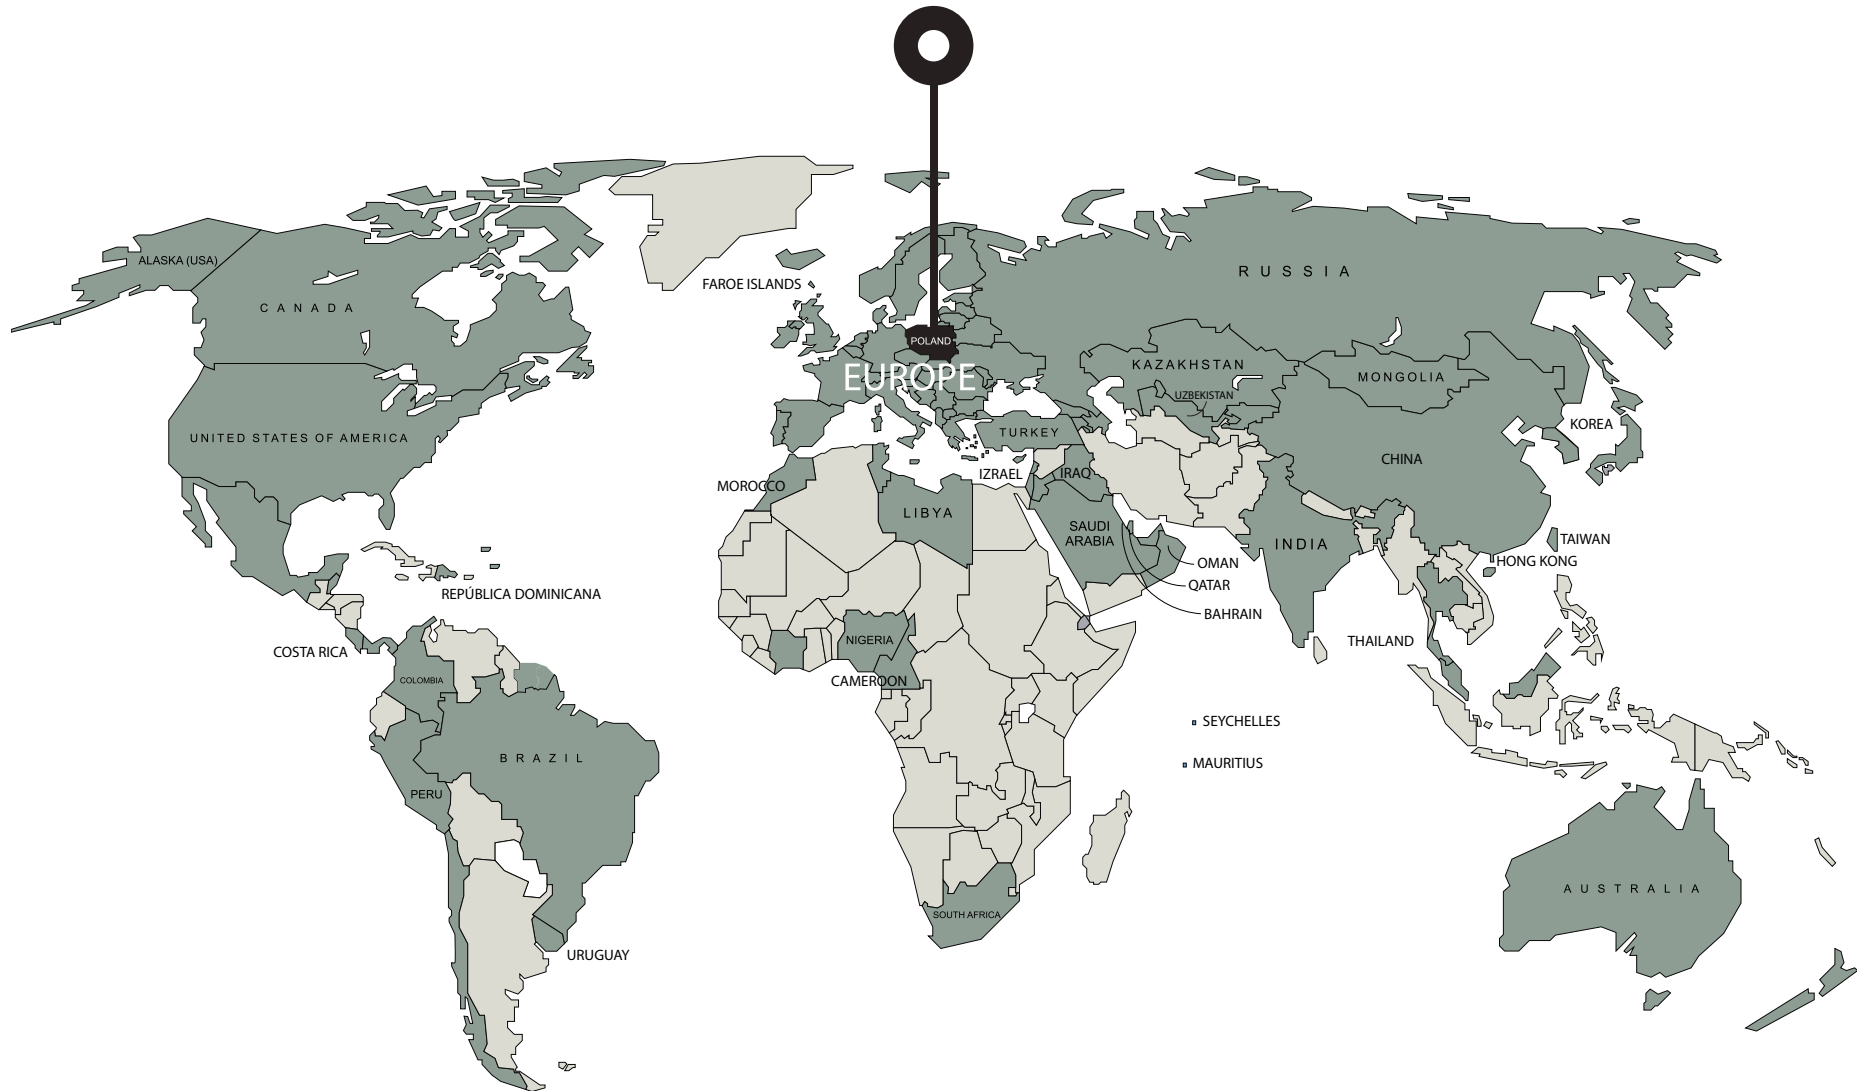 ALASKA (USA)
CANADA
UNITED STATES OF AMERICA
FAROE ISLANDS
RUSSIA
POLAND
EUROPE
KAZAKHSTAN
UZBEKISTAN
MONGOLIA
TURKEY
KOREA
CHINA
IZRAEL
IRAQ
MOROCCO
LIBYA
SAUDI
ARABIA
INDIA
TAIWAN
HONG KONG
OMAN
QATAR
BAHRAIN
REPÚBLICA DOMINICANA
COSTA RICA
COLOMBIA
NIGERIA
CAMEROON
THAILAND
SEYCHELLES
MAURITIUS
BRAZIL
PERU
AUSTRALIA
SOUTH AFRICA
URUGUAY